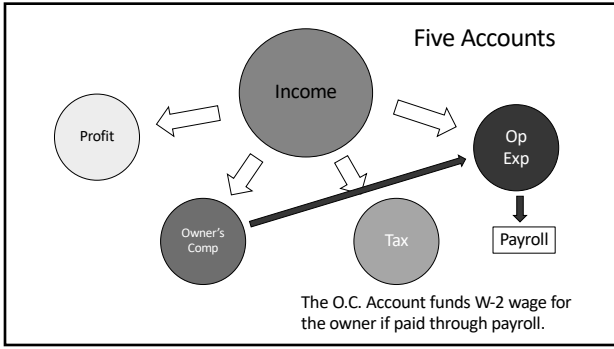 Five Accounts
Income
Profit
Op
Exp
Owner's
Comp
Tax
Payroll
The O.C. Account funds W-2 wage for
the owner if paid through payroll.